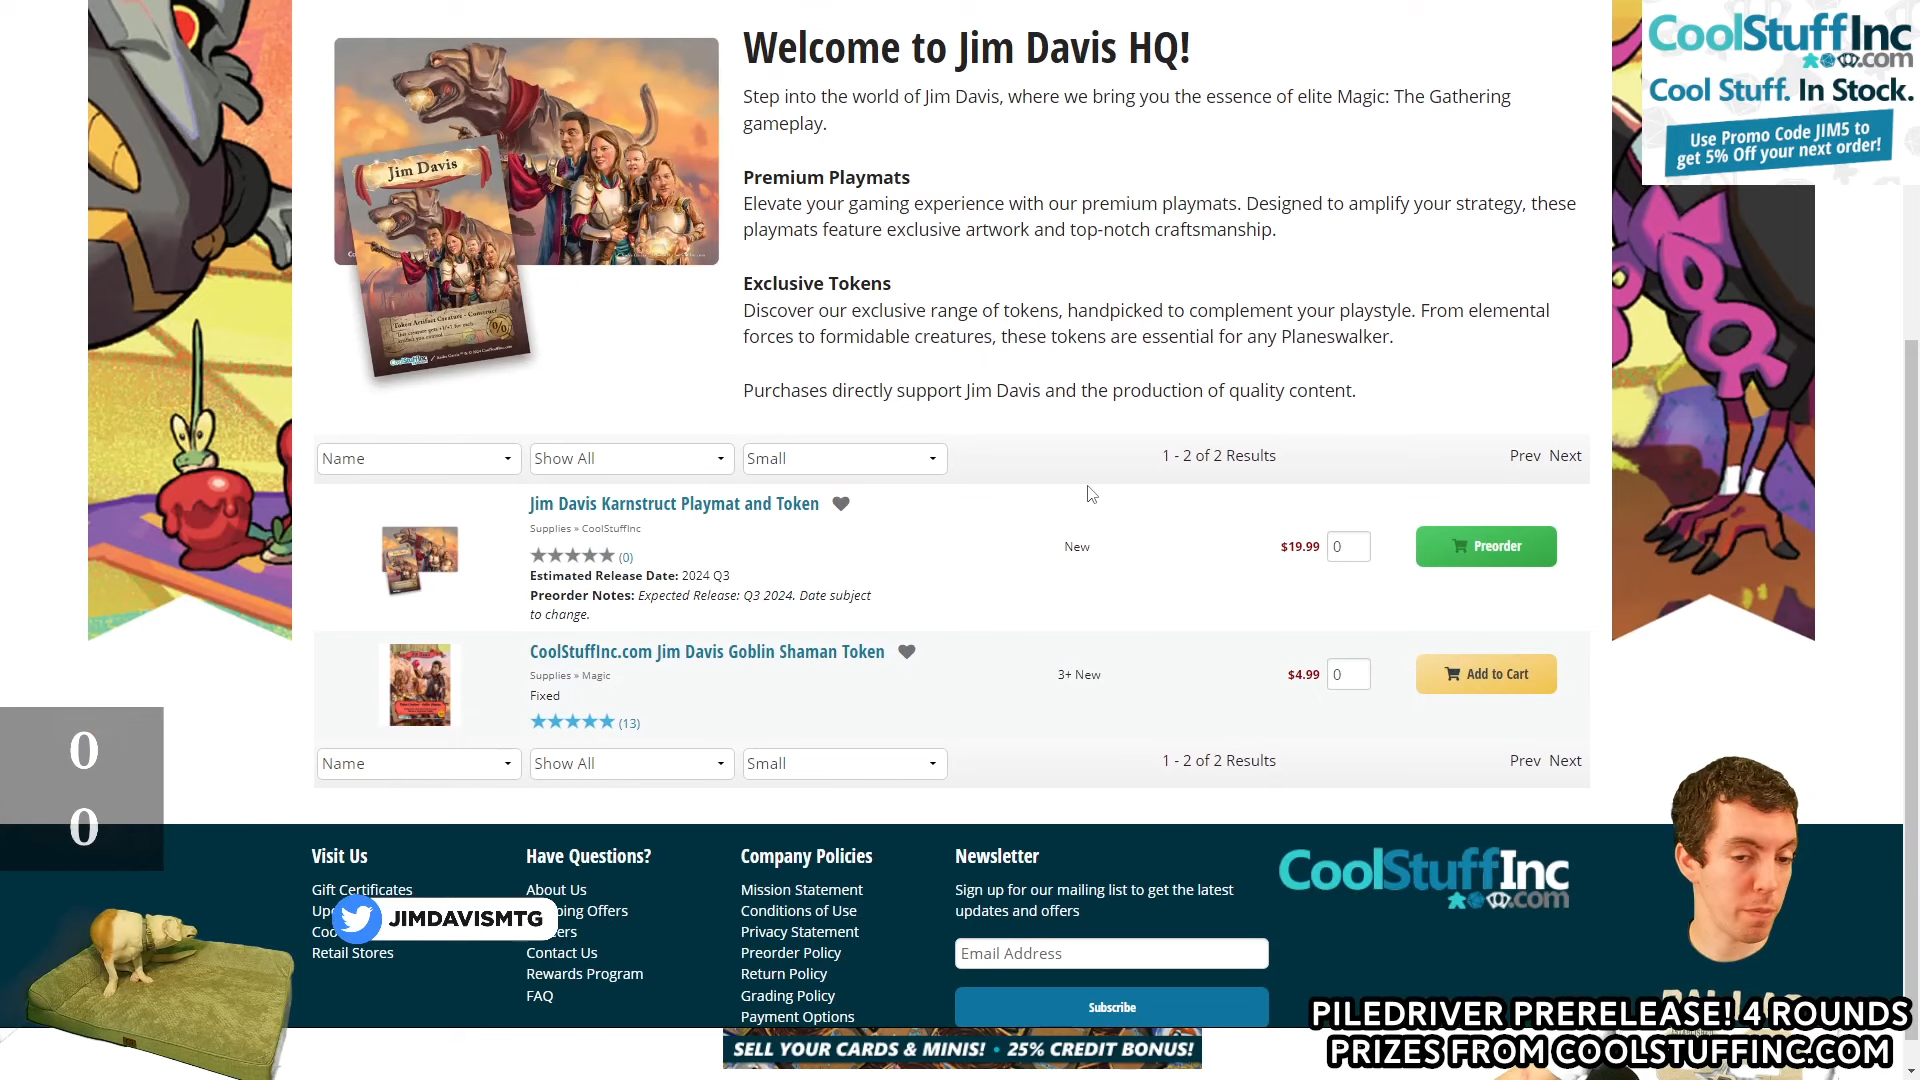 Welcome to Jim Davis HQ!
Step into the world of Jim Davis, where we bring you the essence of elite Magic: The Gathering
gameplay.
Premium Playmats
Elevate your gaming experience with our premium playmats. Designed to amplify your strategy, these
playmats feature exclusive artwork and top-notch craftsmanship.
Exclusive Tokens
Discover our exclusive range of tokens, handpicked to complement your playstyle. From elemental
forces to formidable creatures, these tokens are essential for any Planeswalker.
Purchases directly support Jim Davis and the production of quality content.
Jim Davis
Token Artifact Creature - Construct
CoolStuffInc
CoolStuffInc
.com
Cool Stuff. In Stock.
Use Promo Code JIM5 to
get 5% Off your next order!
Name Show All Small 1 - 2 of 2 Results Prev Next
Jim Davis Karnstruct Playmat and Token
Supplies » CoolStuffInc
(0)
Estimated Release Date: 2024 Q3
Preorder Notes: Expected Release: Q3 2024. Date subject
to change.
New $19.99 0 Preorder
CoolStuffInc.com Jim Davis Goblin Shaman Token
Supplies » Magic
Fixed
(13)
3+ New $4.99 0 Add to Cart
Name Show All Small 1 - 2 of 2 Results Prev Next
0
0
Visit Us
Gift Certificates
Retail Stores
JIMDAVISMTG
Have Questions?
About Us
Contact Us
Rewards Program
FAQ
Company Policies
Mission Statement
Conditions of Use
Privacy Statement
Preorder Policy
Return Policy
Grading Policy
Payment Options
Newsletter
Sign up for our mailing list to get the latest
updates and offers
Email Address
Subscribe
CoolStuffInc
.com
SELL YOUR CARDS & MINIS! • 25% CREDIT BONUS!
PILEDRIVER PRERELEASE! 4 ROUNDS
PRIZES FROM COOLSTUFFINC.COM